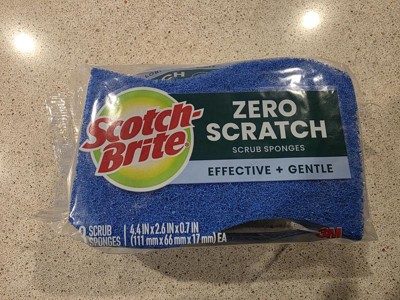 Scotch-
Brite
ZERO
SCRATCH
SCRUB SPONGES
EFFECTIVE + GENTLE
SCRUB
SPONGES
4.4 IN x 2.6 IN x 0.7 IN
(111 mm x 66 mm x 17 mm) EA
3M